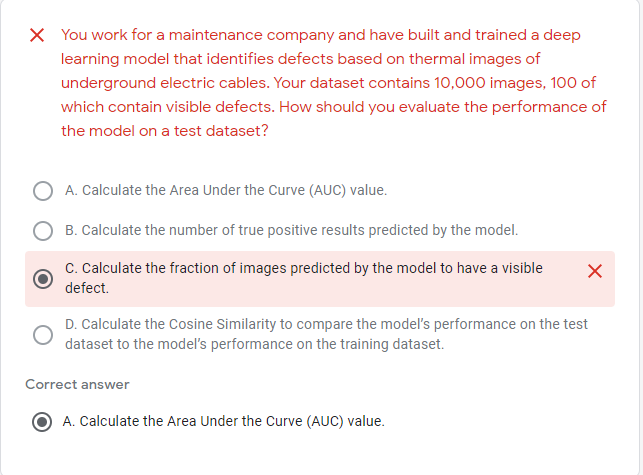 You work for a maintenance company and have built and trained a deep
learning model that identifies defects based on thermal images of
underground electric cables. Your dataset contains 10,000 images, 100 of
which contain visible defects. How should you evaluate the performance of
the model on a test dataset?
A. Calculate the Area Under the Curve (AUC) value.
B. Calculate the number of true positive results predicted by the model.
C. Calculate the fraction of images predicted by the model to have a visible
defect.
D. Calculate the Cosine Similarity to compare the model's performance on the test
dataset to the model's performance on the training dataset.
Correct answer
A. Calculate the Area Under the Curve (AUC) value.